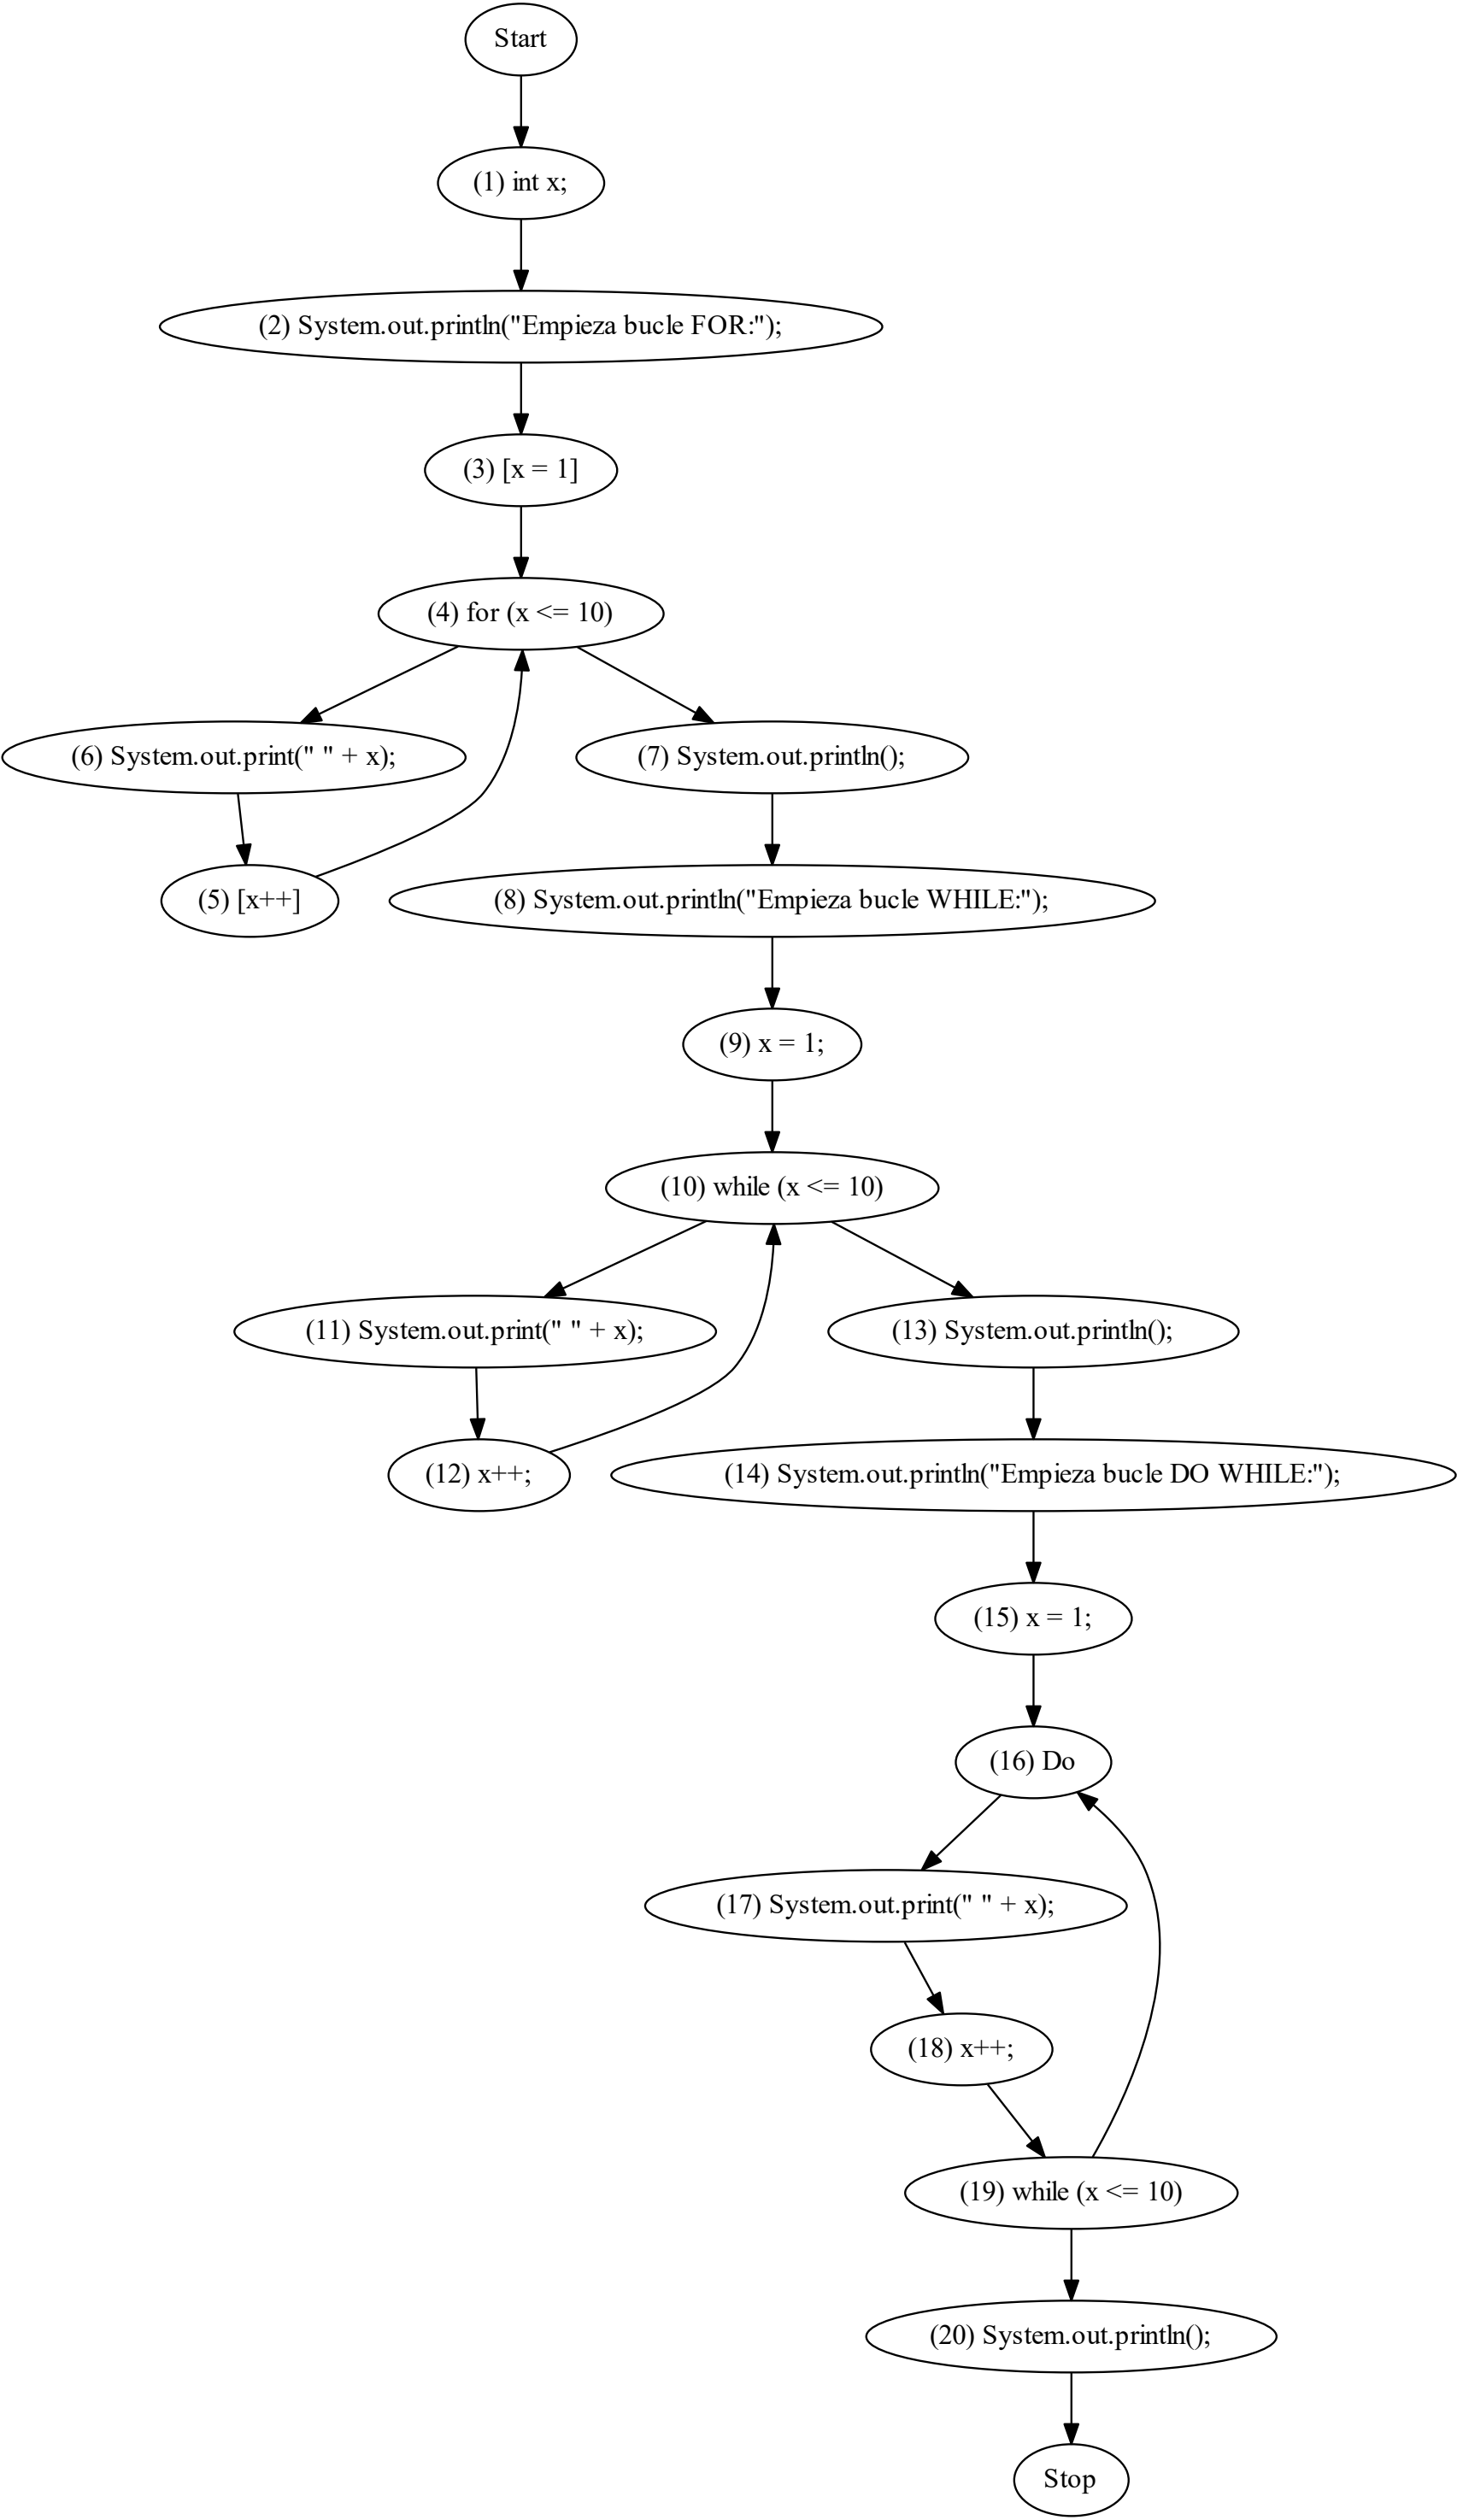 Start
(1) int x;
(2) System.out.println("Empieza bucle FOR:");
(3) [x = 1]
(4) for (x <= 10)
(6) System.out.print(" " + x);
(7) System.out.println();
(5) [x++]
(8) System.out.println("Empieza bucle WHILE:");
(9) x = 1;
(10) while (x <= 10)
(11) System.out.print(" " + x);
(13) System.out.println();
(12) x++;
(14) System.out.println("Empieza bucle DO WHILE:");
(15) x = 1;
(16) Do
(17) System.out.print(" " + x);
(18) x++;
(19) while (x <= 10)
(20) System.out.println();
Stop